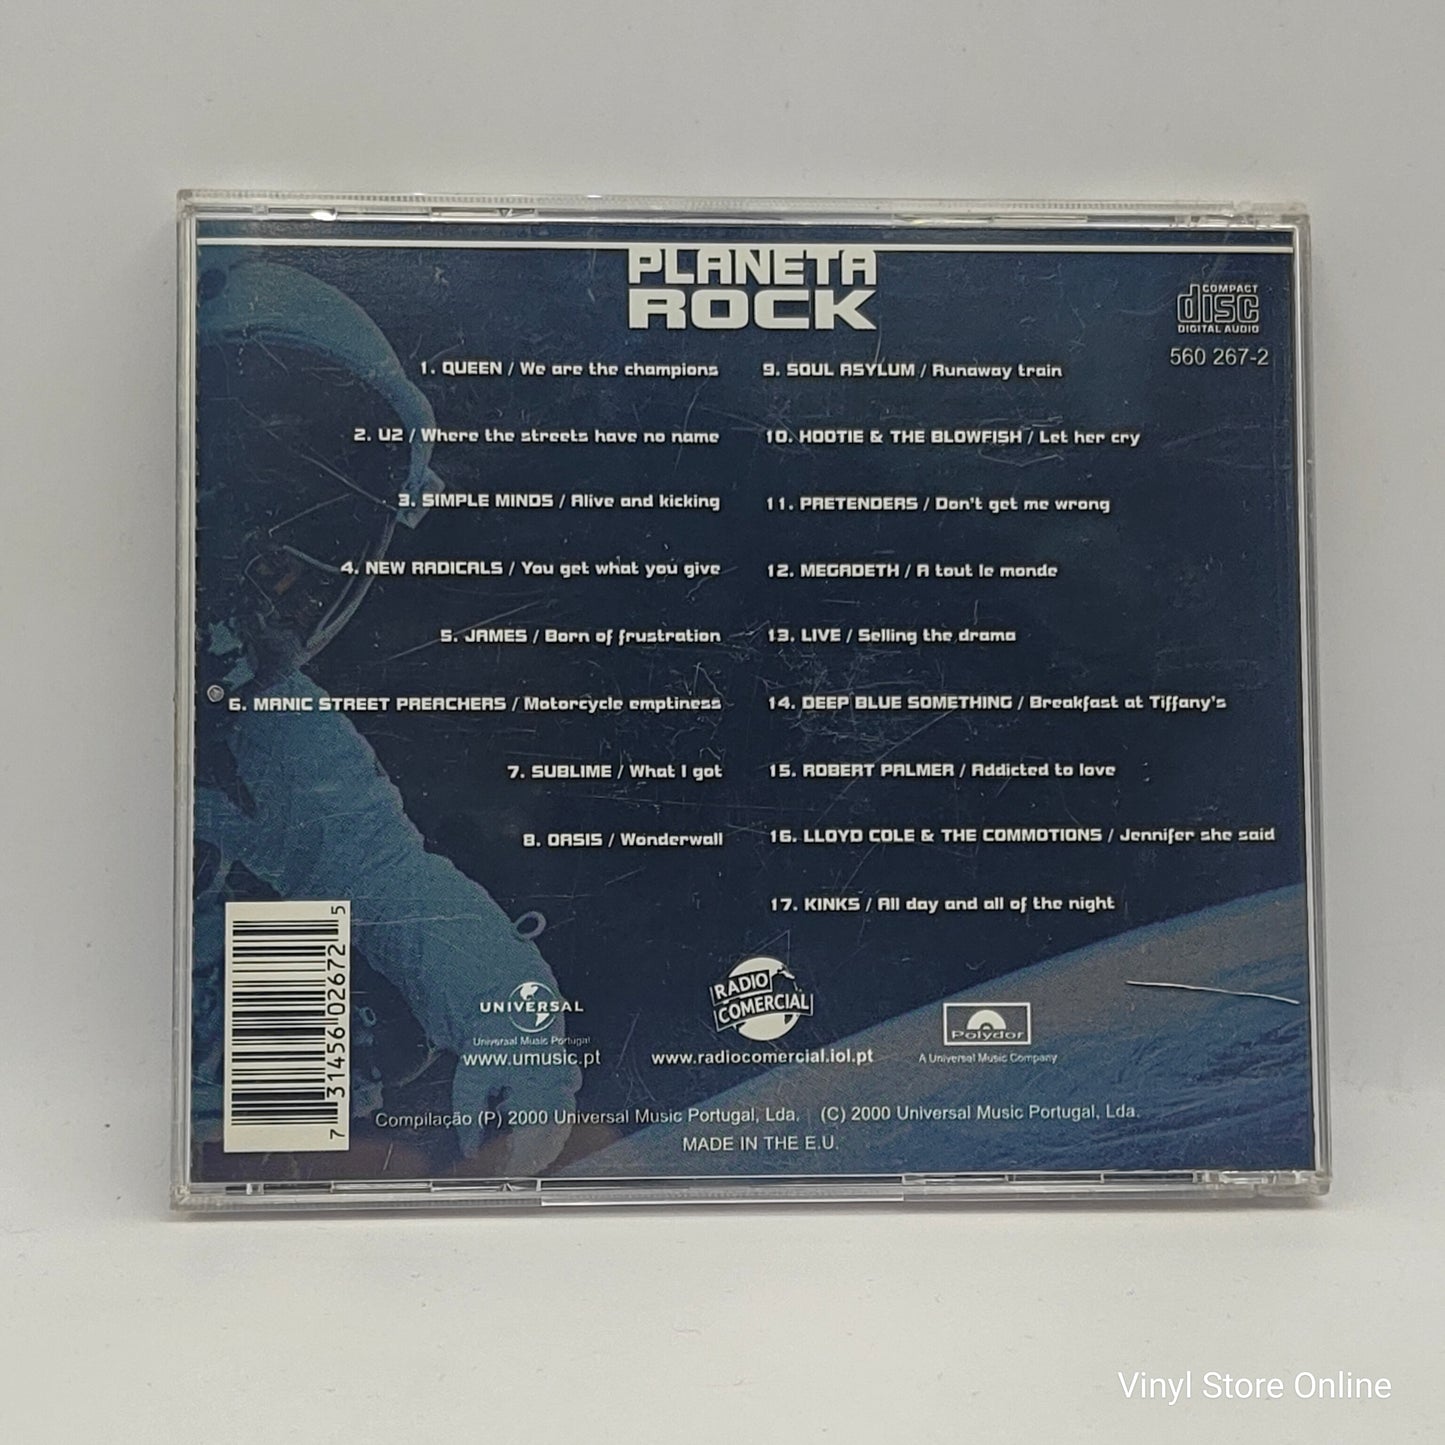 PLANETA
ROCK
COMPACT
disc
DIGITAL AUDIO
560 267-2
1. QUEEN / We are the champions
2. U2 / Where the streets have no name
3. SIMPLE MINDS / Alive and kicking
4. NEW RADICALS / You get what you give
5. JAMES / Born of frustration
6. MANIC STREET PREACHERS / Motorcycle emptiness
7. SUBLIME / What I got
8. OASIS / Wonderwall
9. SOUL ASYLUM / Runaway train
10. HOOTIE & THE BLOWFISH / Let her cry
11. PRETENDERS / Don't get me wrong
12. MEGADETH / A tout le monde
13. LIVE / Selling the drama
14. DEEP BLUE SOMETHING / Breakfast at Tiffany's
15. ROBERT PALMER / Addicted to love
16. LLOYD COLE & THE COMMOTIONS / Jennifer she said
17. KINKS / All day and all of the night
7 31456 02672 5
UNIVERSAL
Universal Music Portugal
www.umusic.pt
RADIO
COMERCIAL
www.radiocomercial.iol.pt
Polydor
A Universal Music Company
Compilação (P) 2000 Universal Music Portugal, Lda. (C) 2000 Universal Music Portugal, Lda.
MADE IN THE E.U.
Vinyl Store Online